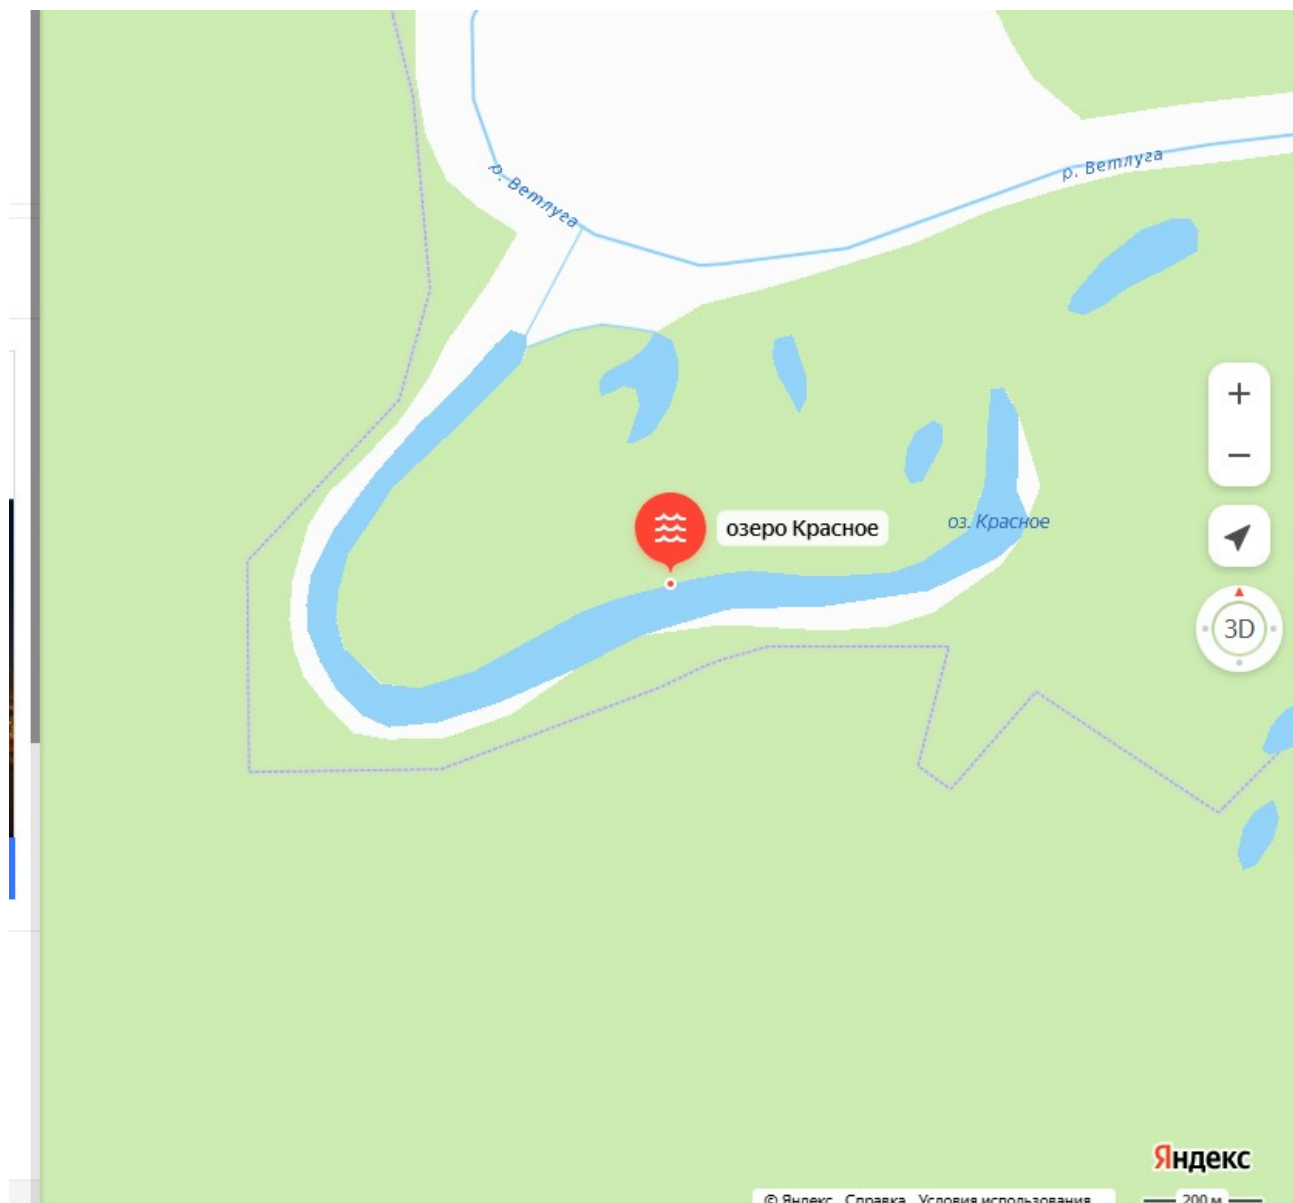 р. Ветлуга
р. Ветлуга
+
−
озеро Красное
оз. Красное
3D
Яндекс
© Яндекс Справка Условия использования
200 м